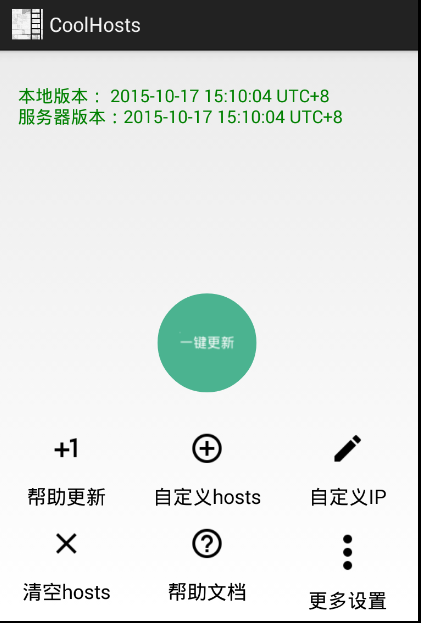 CoolHosts
本地版本： 2015-10-17 15:10:04 UTC+8
服务器版本：2015-10-17 15:10:04 UTC+8
一键更新
+1
帮助更新 自定义hosts 自定义IP
清空hosts 帮助文档 更多设置